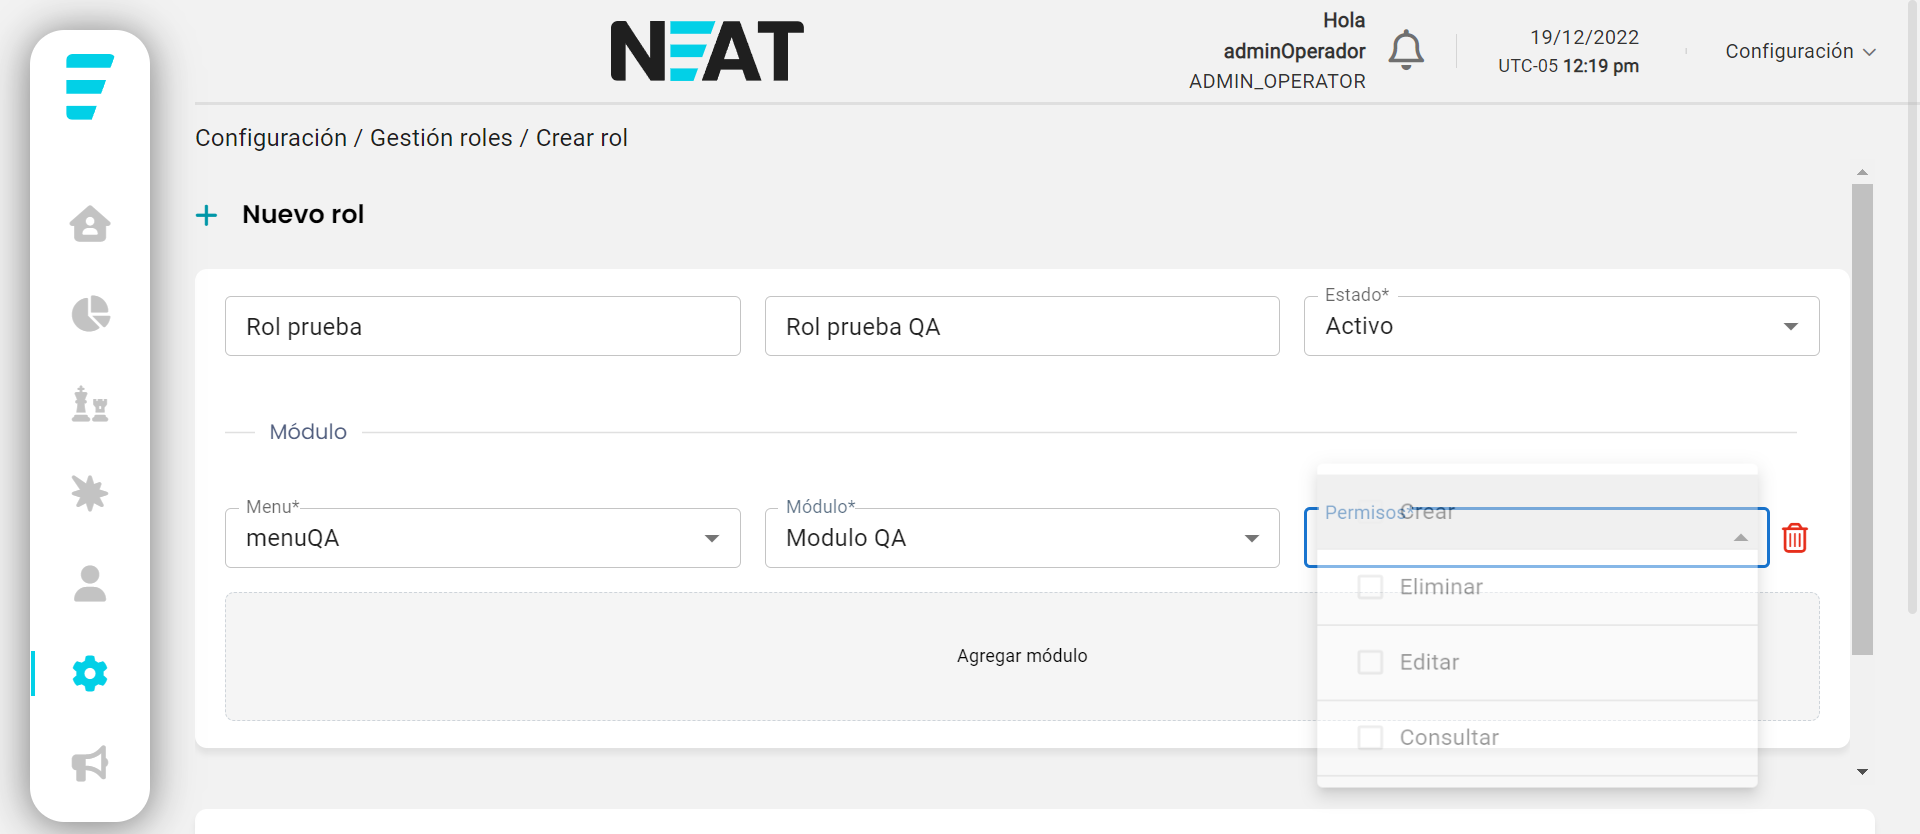 NEAT
Hola
adminOperador
ADMIN_OPERATOR
19/12/2022
UTC-05 12:19 pm
Configuración
Configuración / Gestión roles / Crear rol
+ Nuevo rol
Rol prueba
Rol prueba QA
Estado*
Activo
Módulo
Menu*
menuQA
Módulo*
Modulo QA
Permisos*
Crear
Eliminar
Editar
Consultar
Agregar módulo